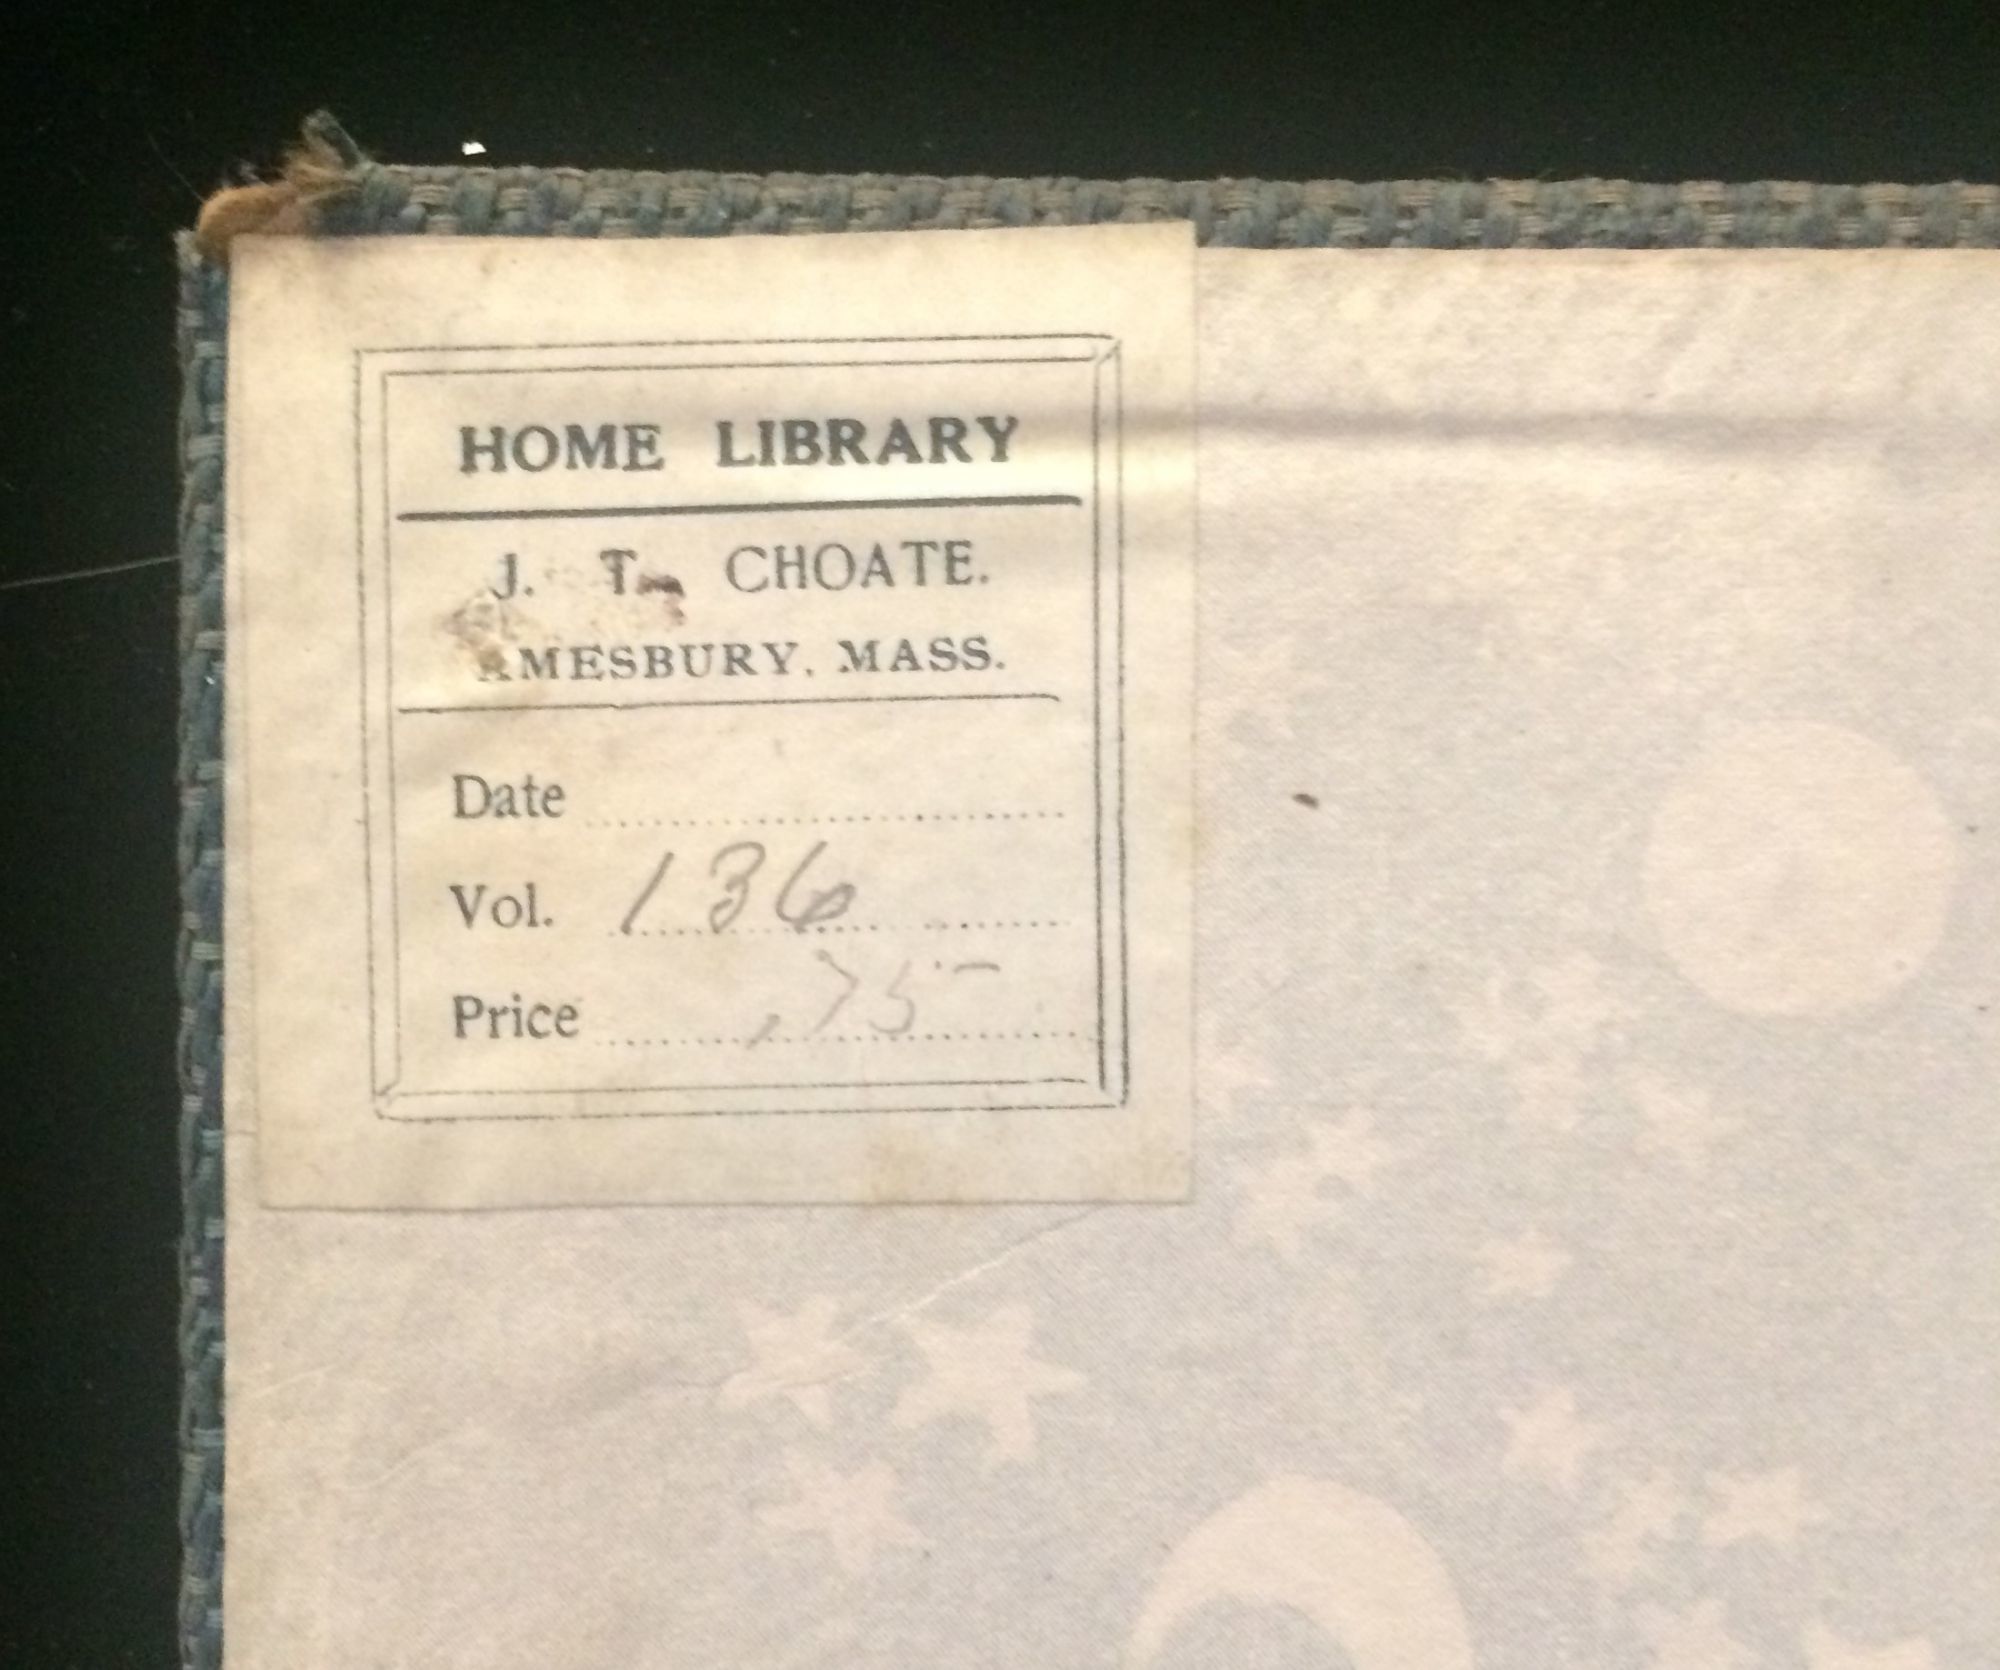 HOME LIBRARY
J. T. CHOATE.
AMESBURY, MASS.
Date
Vol. 136
Price .75